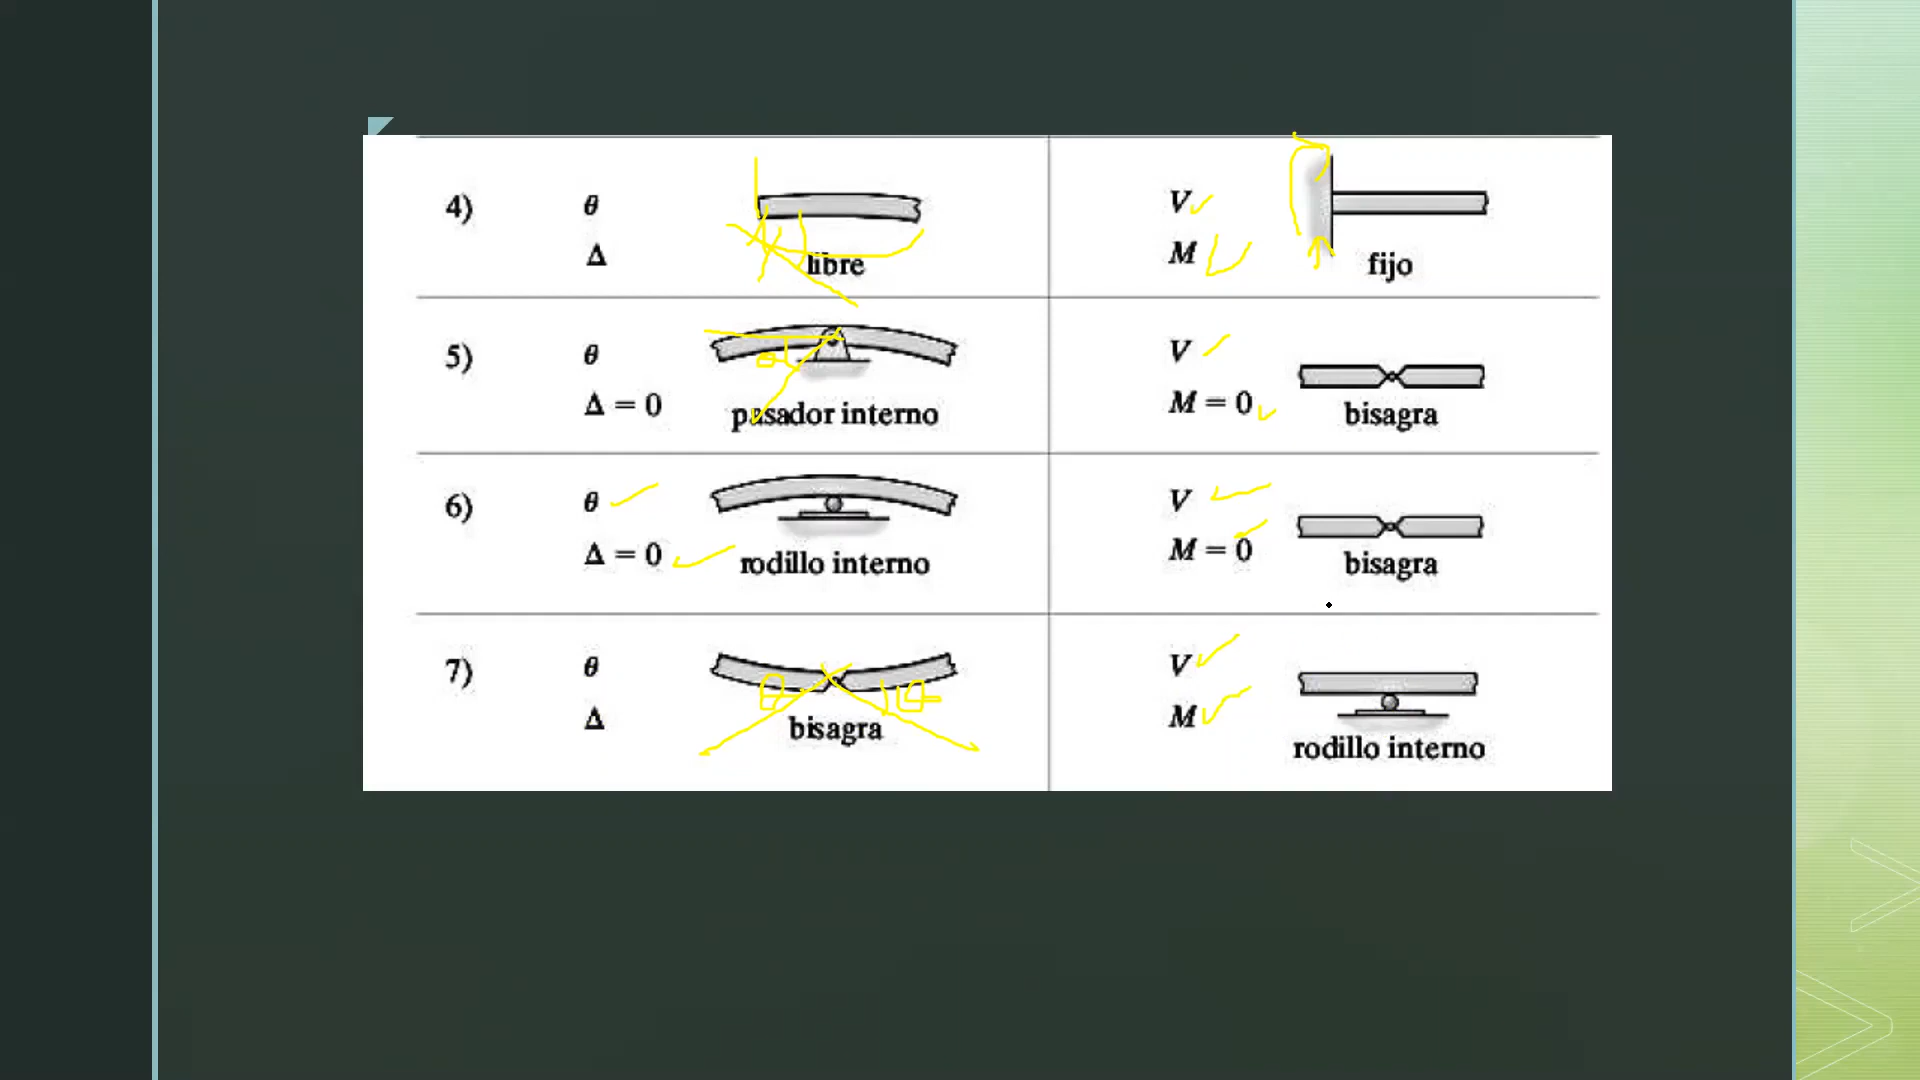 4) θ V
Δ M
libre fijo
5) θ V
Δ = 0 M = 0
pasador interno bisagra
6) θ V
Δ = 0 M = 0
rodillo interno bisagra
7) θ V
Δ M
bisagra rodillo interno